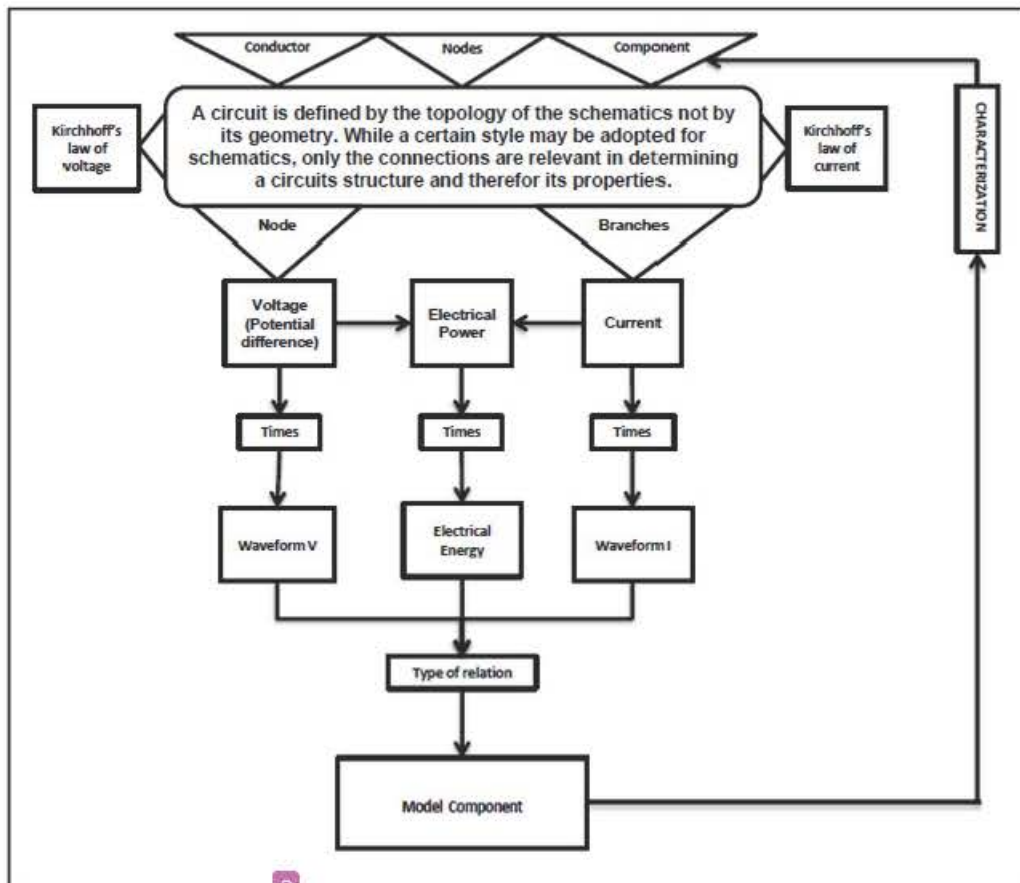 Conductor
Nodes
Component
Kirchhoff's
law of
voltage
A circuit is defined by the topology of the schematics not by
its geometry. While a certain style may be adopted for
schematics, only the connections are relevant in determining
a circuits structure and therefor its properties.
Kirchhoff's
law of
current
CHARACTERIZATION
Node
Branches
Voltage
(Potential
difference)
Electrical
Power
Current
Times
Times
Times
Waveform V
Electrical
Energy
Waveform I
Type of relation
Model Component